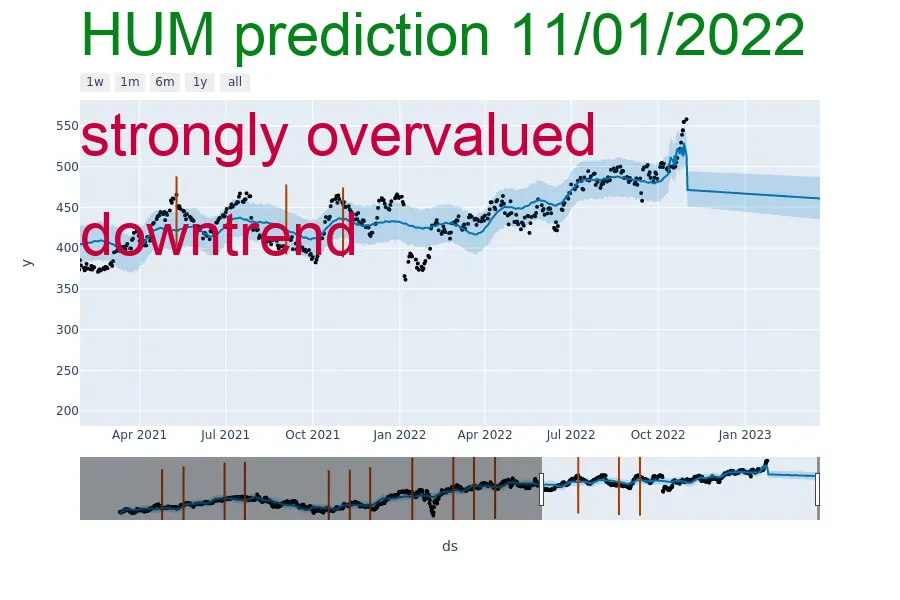 HUM prediction 11/01/2022
1w 1m 6m 1y all
strongly overvalued
downtrend
550
500
450
400
350
300
250
200
y
Apr 2021 Jul 2021 Oct 2021 Jan 2022 Apr 2022 Jul 2022 Oct 2022 Jan 2023
ds